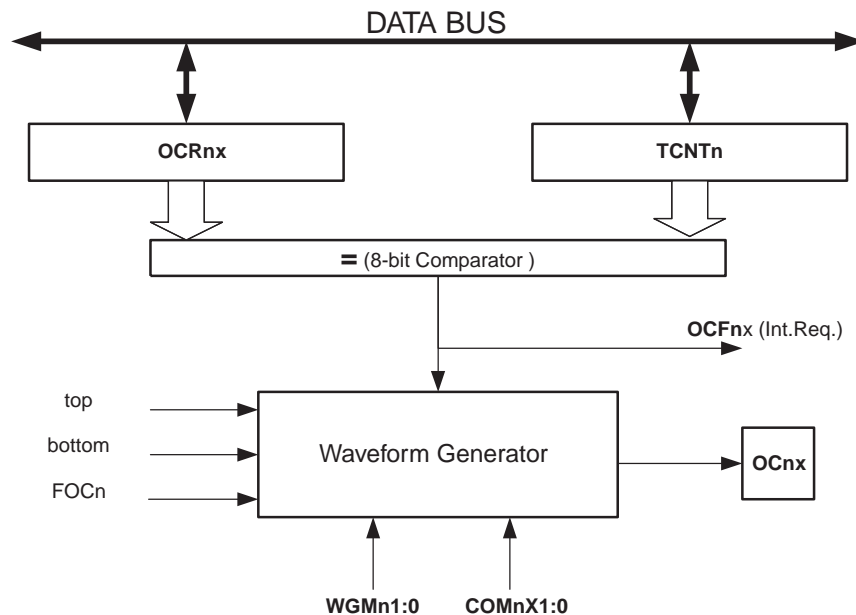 DATA BUS
OCRnx
TCNTn
= (8-bit Comparator )
OCFnx (Int.Req.)
top
bottom
FOCn
Waveform Generator
OCnx
WGMn1:0
COMnX1:0